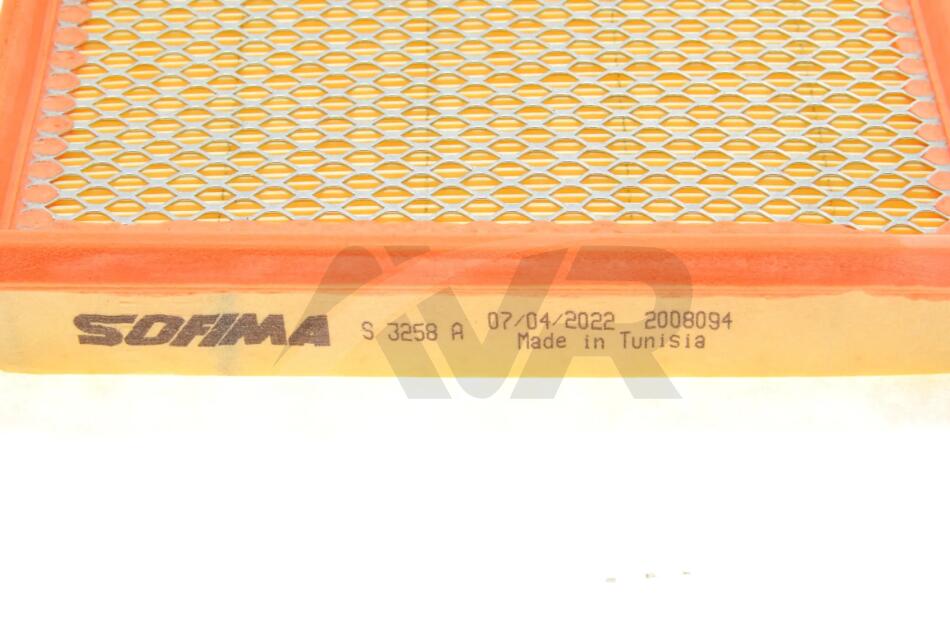 SOFIMA S 3258 A 07/04/2022 2008094
Made in Tunisia